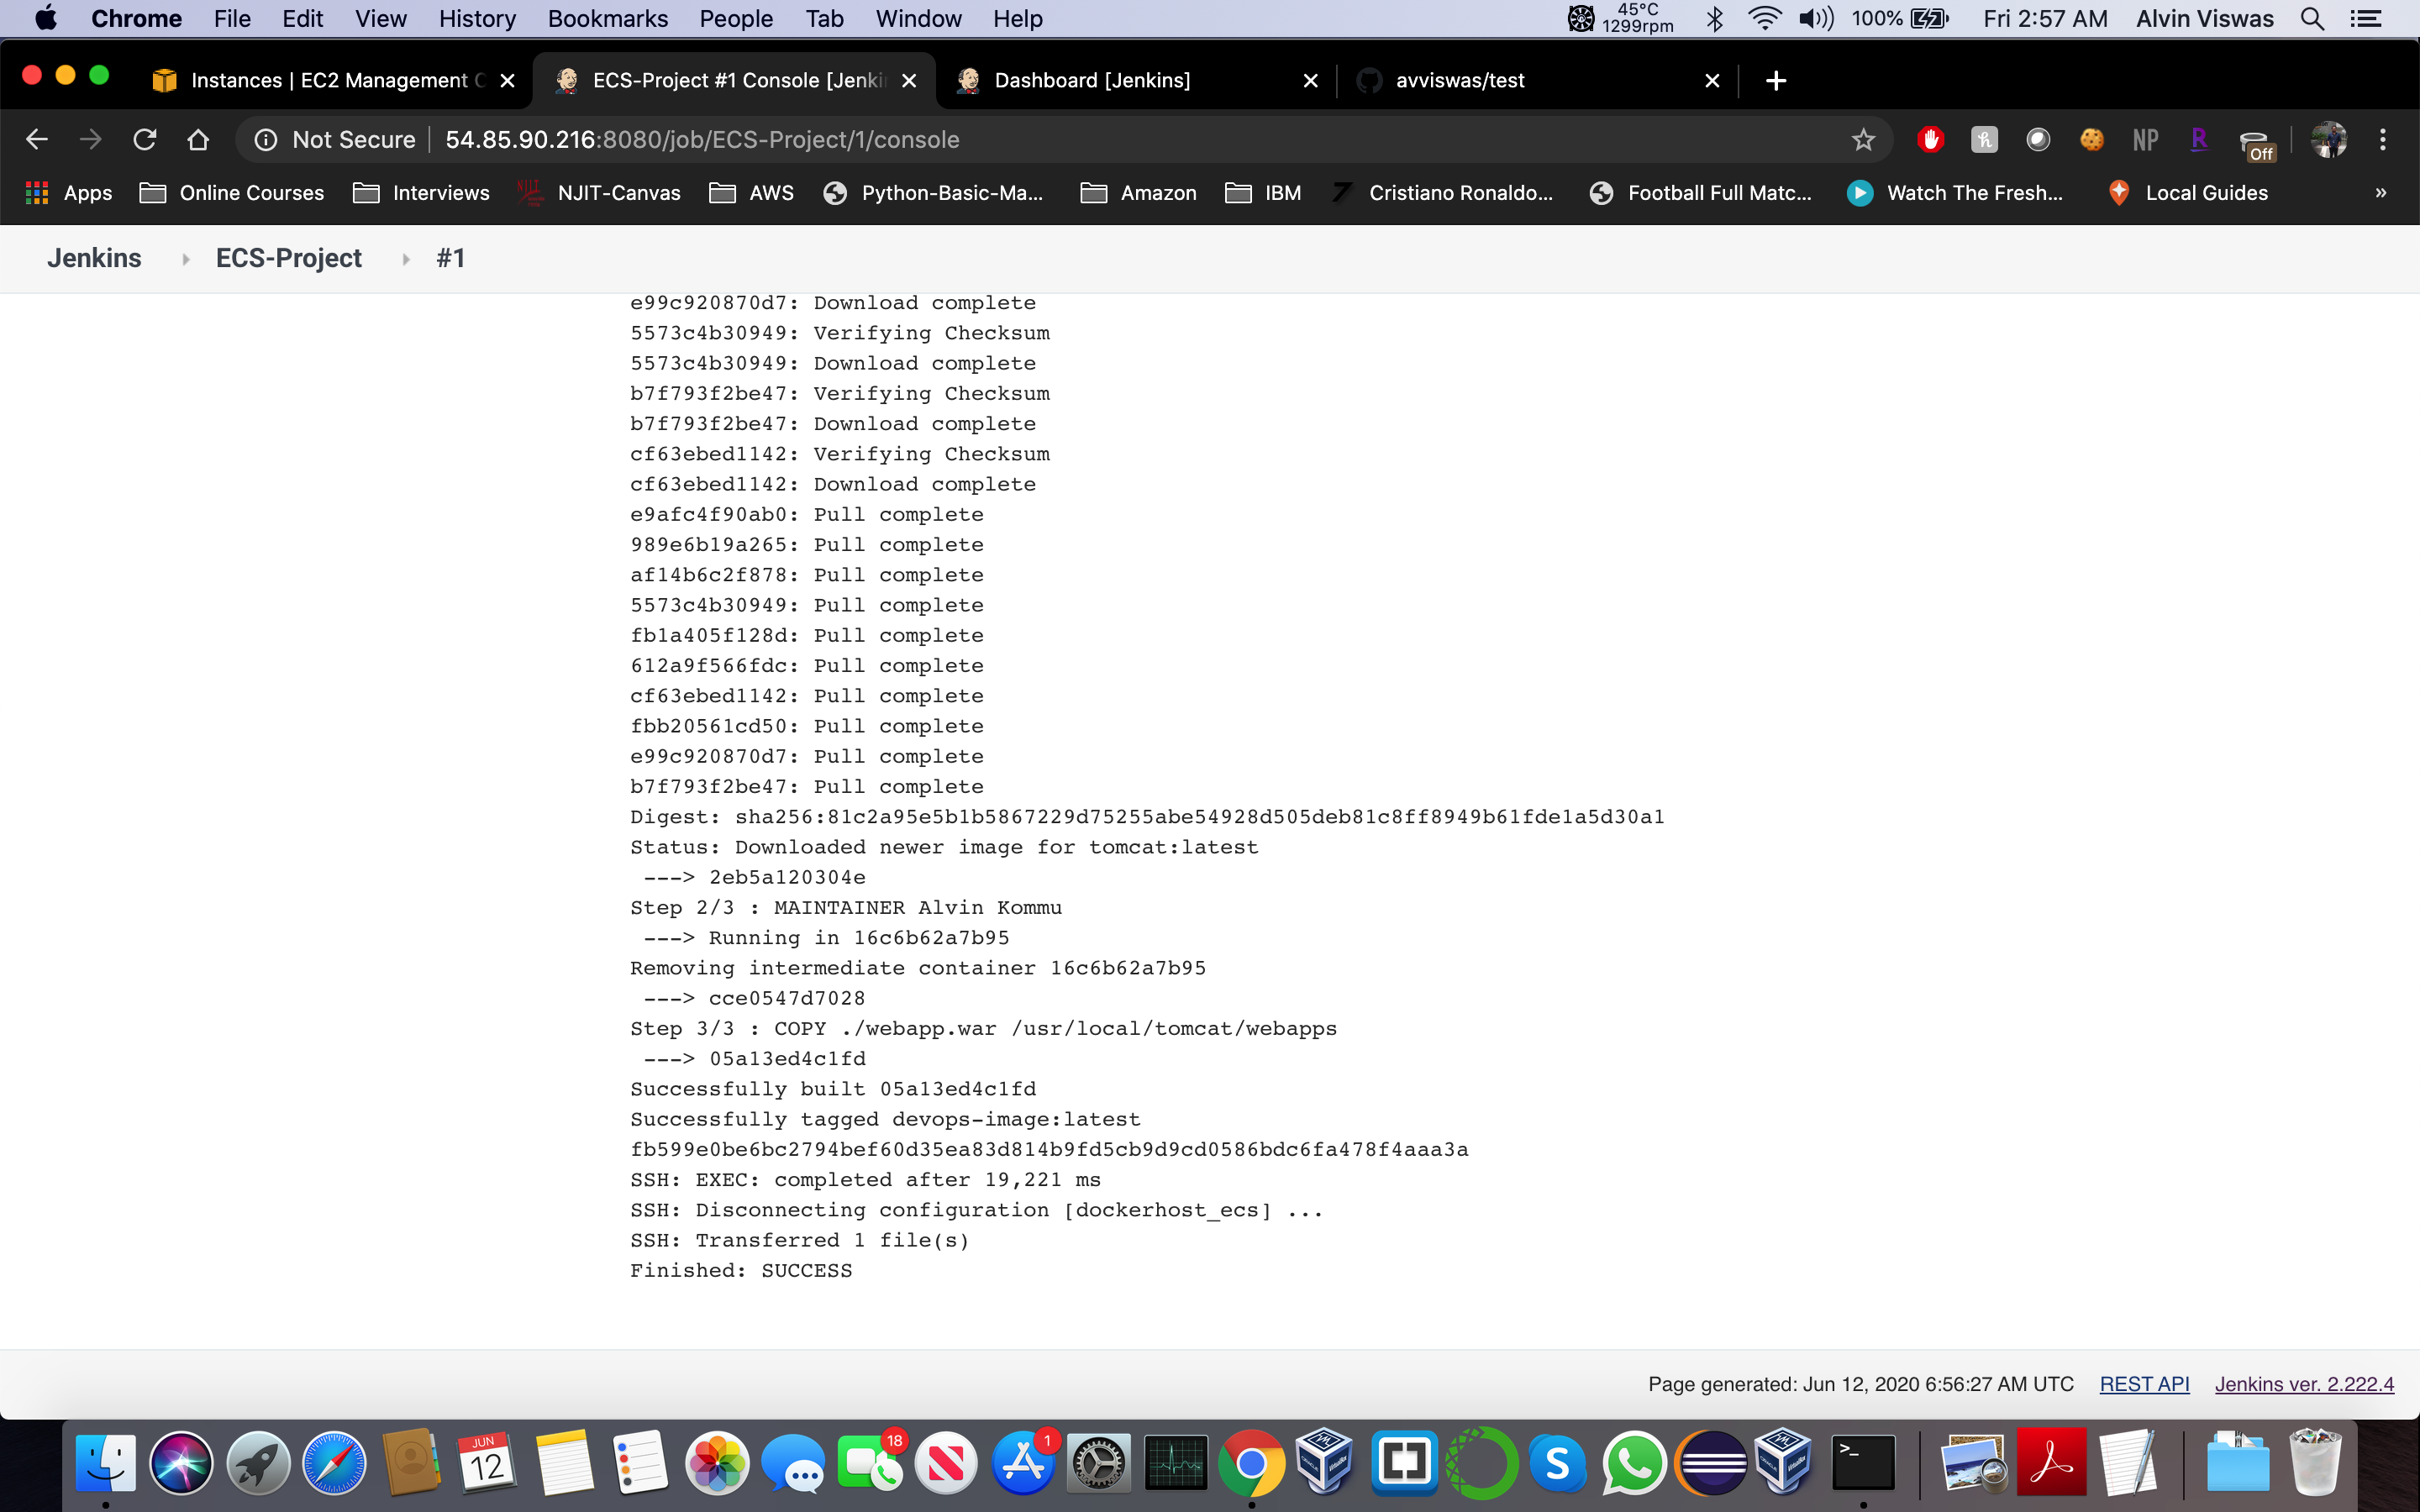 Chrome File Edit View History Bookmarks People Tab Window Help 45°C 1299rpm 100% Fri 2:57 AM Alvin Viswas
Instances | EC2 Management C ECS-Project #1 Console [Jenki Dashboard [Jenkins] avviswas/test
Not Secure 54.85.90.216:8080/job/ECS-Project/1/console NP R Off
Apps Online Courses Interviews NJIT-Canvas AWS Python-Basic-Ma... Amazon IBM Cristiano Ronaldo... Football Full Matc... Watch The Fresh... Local Guides »
Jenkins ECS-Project #1
e99c920870d7: Download complete
5573c4b30949: Verifying Checksum
5573c4b30949: Download complete
b7f793f2be47: Verifying Checksum
b7f793f2be47: Download complete
cf63ebed1142: Verifying Checksum
cf63ebed1142: Download complete
e9afc4f90ab0: Pull complete
989e6b19a265: Pull complete
af14b6c2f878: Pull complete
5573c4b30949: Pull complete
fb1a405f128d: Pull complete
612a9f566fdc: Pull complete
cf63ebed1142: Pull complete
fbb20561cd50: Pull complete
e99c920870d7: Pull complete
b7f793f2be47: Pull complete
Digest: sha256:81c2a95e5b1b5867229d75255abe54928d505deb81c8ff8949b61fde1a5d30a1
Status: Downloaded newer image for tomcat:latest
---> 2eb5a120304e
Step 2/3 : MAINTAINER Alvin Kommu
---> Running in 16c6b62a7b95
Removing intermediate container 16c6b62a7b95
---> cce0547d7028
Step 3/3 : COPY ./webapp.war /usr/local/tomcat/webapps
---> 05a13ed4c1fd
Successfully built 05a13ed4c1fd
Successfully tagged devops-image:latest
fb599e0be6bc2794bef60d35ea83d814b9fd5cb9d9cd0586bdc6fa478f4aaa3a
SSH: EXEC: completed after 19,221 ms
SSH: Disconnecting configuration [dockerhost_ecs] ...
SSH: Transferred 1 file(s)
Finished: SUCCESS
Page generated: Jun 12, 2020 6:56:27 AM UTC REST API Jenkins ver. 2.222.4
JUN 12 18 1 S >_